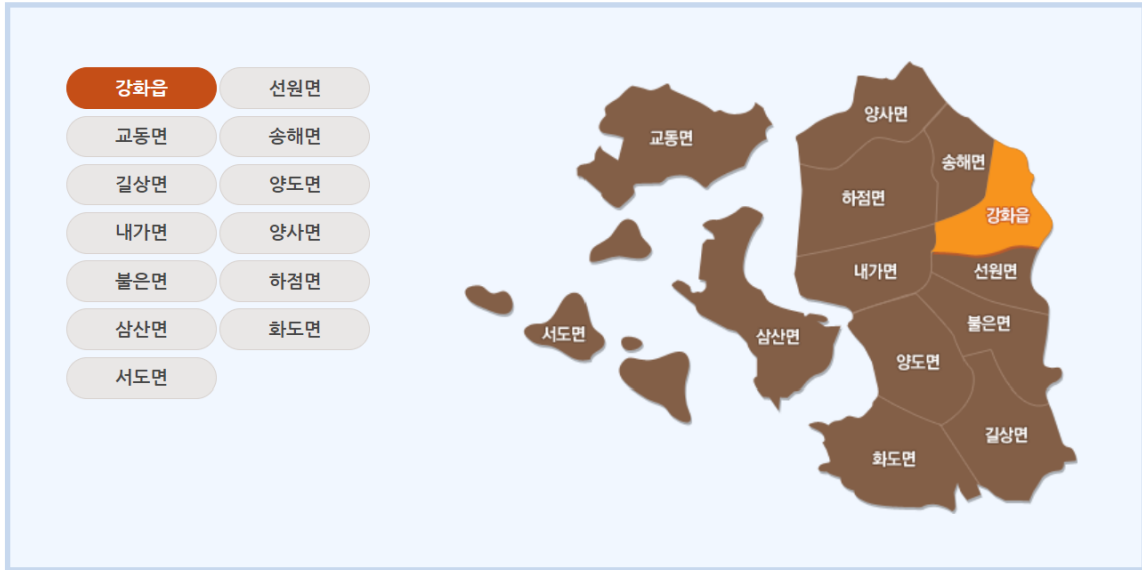 강화읍 선원면
교동면 송해면
길상면 양도면
내가면 양사면
불은면 하점면
삼산면 화도면
서도면
양사면
교동면
송해면
하점면
강화읍
내가면
선원면
불은면
서도면
삼산면
양도면
길상면
화도면